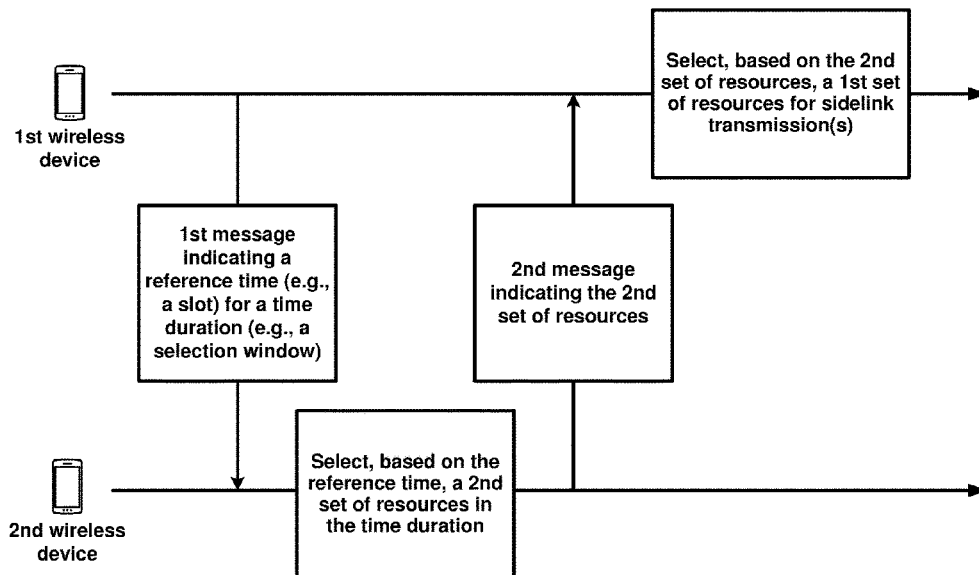 Select, based on the 2nd
set of resources, a 1st set
of resources for sidelink
transmission(s)
1st wireless
device
1st message
indicating a
reference time (e.g.,
a slot) for a time
duration (e.g., a
selection window)
2nd message
indicating the 2nd
set of resources
Select, based on the
reference time, a 2nd
set of resources in
the time duration
2nd wireless
device